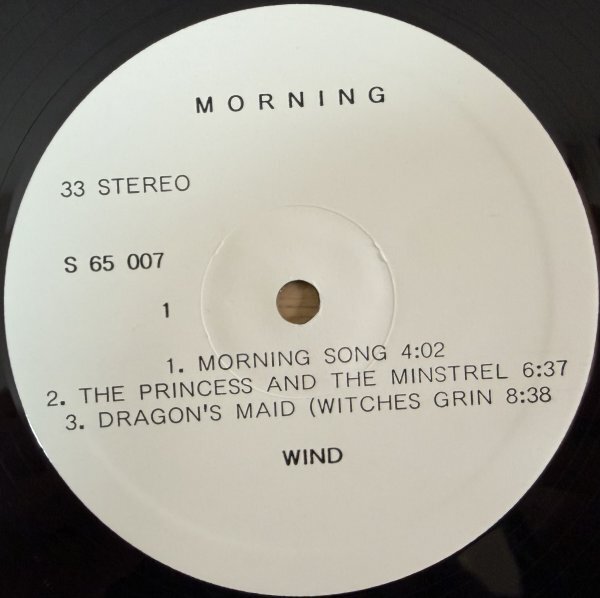 MORNING
33 STEREO
S 65 007
1
1. MORNING SONG 4:02
2. THE PRINCESS AND THE MINSTREL 6:37
3. DRAGON'S MAID (WITCHES GRIN 8:38
WIND